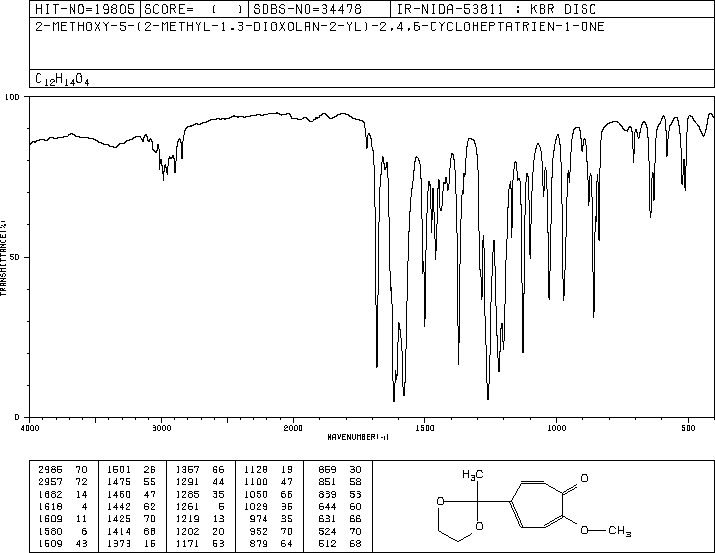 HIT-NO=19805 SCORE= ( ) SDBS-NO=34478 IR-NIDA-53811 : KBR DISC
2-METHOXY-5-(2-METHYL-1,3-DIOXOLAN-2-YL)-2,4,6-CYCLOHEPTATRIEN-1-ONE
C12H14O4
100
50
0
TRANSMITTANCE(%)
4000 3000 2000 1500 1000 500
WAVENUMBER(-1)
2986 70 1501 26 1367 66 1128 19 859 30
2957 72 1475 55 1291 44 1100 47 851 58
1682 14 1460 47 1285 35 1050 66 839 53
1618 4 1442 62 1261 5 1029 36 644 60
1609 11 1425 70 1219 13 974 35 631 66
1580 6 1414 68 1202 20 952 70 524 70
1509 43 1373 16 1171 53 879 64 512 68
H3C
O
O
O
O
CH3